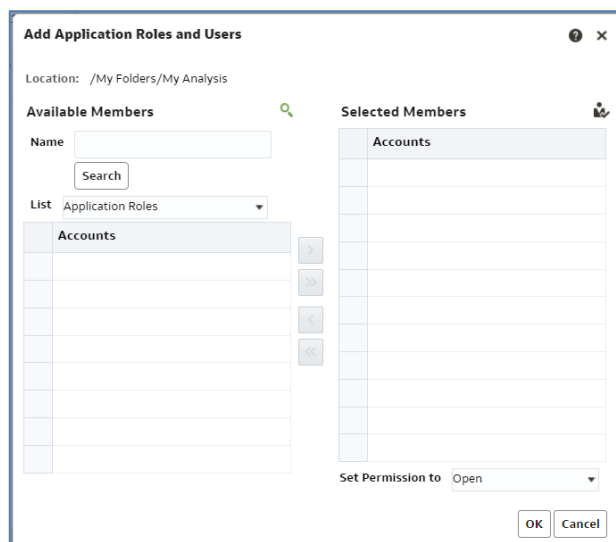 Add Application Roles and Users
Location: /My Folders/My Analysis
Available Members
Name
Search
List Application Roles
Accounts
> 
>>
<
<<
Selected Members
Accounts
Set Permission to Open
OK Cancel